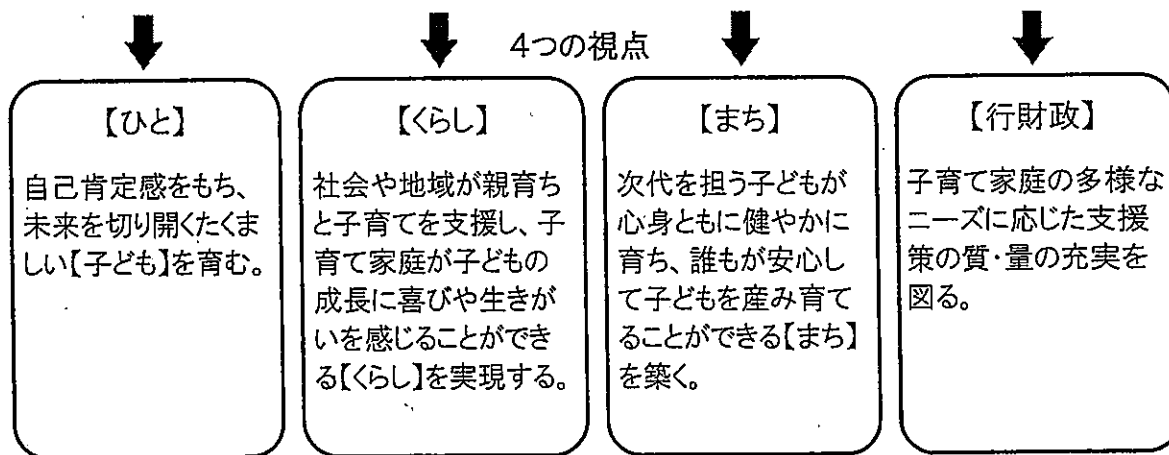 4つの視点
【ひと】
自己肯定感をもち、
未来を切り開くたくま
しい【子ども】を育む。
【くらし】
社会や地域が親育ち
と子育てを支援し、子
育て家庭が子どもの
成長に喜びや生きが
いを感じることができ
る【くらし】を実現する。
【まち】
次代を担う子どもが
心身ともに健やかに
育ち、誰もが安心し
て子どもを産み育て
ることができる【まち】
を築く。
【行財政】
子育て家庭の多様な
ニーズに応じた支援
策の質・量の充実を
図る。